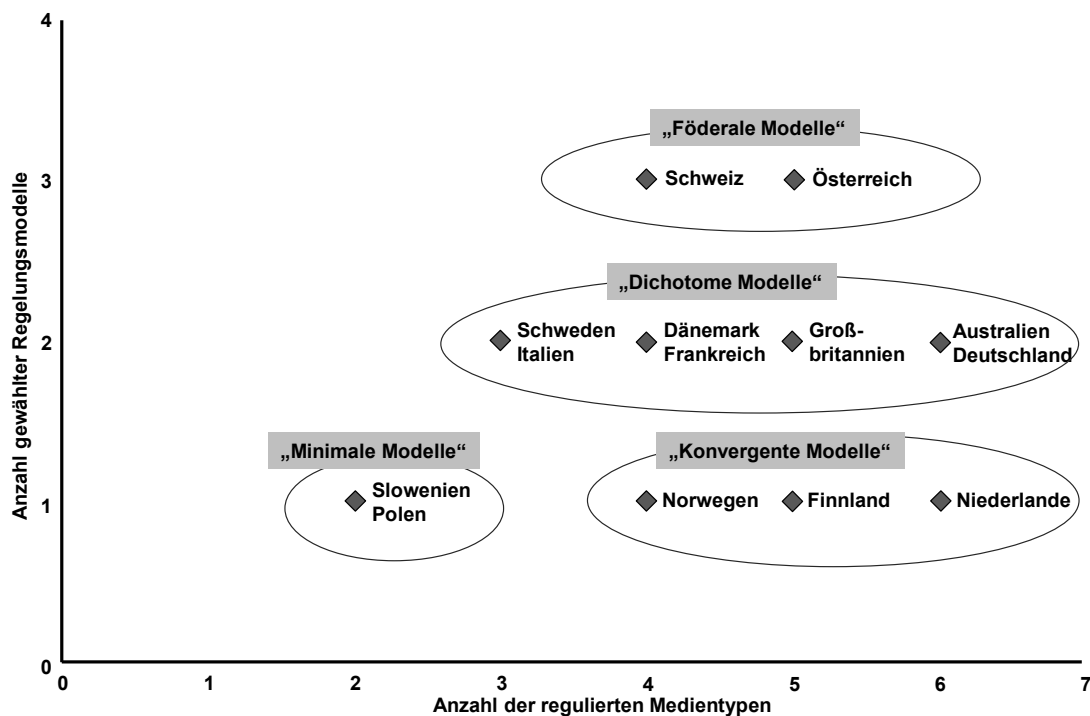 4
„Föderale Modelle“
3
Schweiz
Österreich
„Dichotome Modelle“
2
Schweden
Italien
Dänemark
Frankreich
Groß-
britannien
Australien
Deutschland
„Minimale Modelle“
„Konvergente Modelle“
1
Slowenien
Polen
Norwegen
Finnland
Niederlande
0
0 1 2 3 4 5 6 7
Anzahl der regulierten Medientypen
Anzahl gewählter Regelungsmodelle